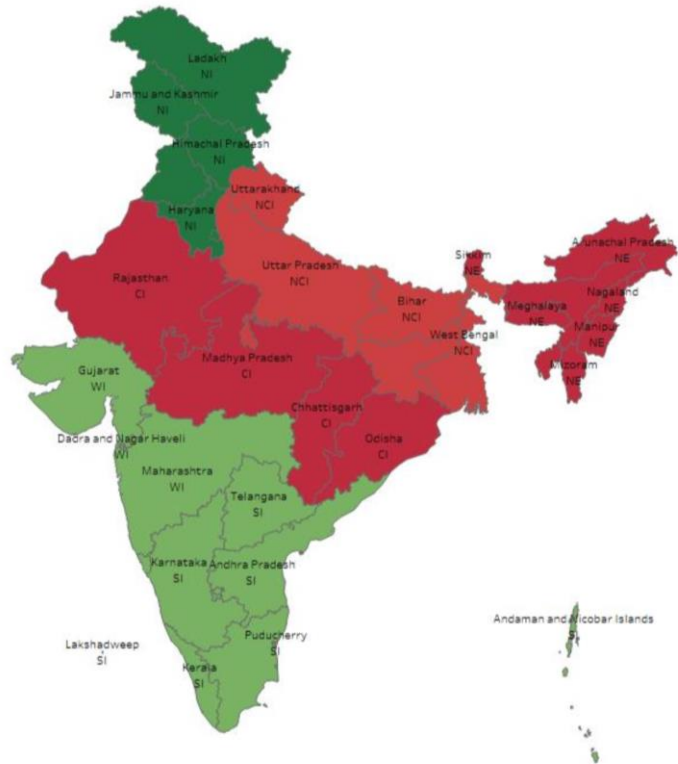 Ladakh
NI
Jammu and Kashmir
NI
Himachal Pradesh
NI
Uttarakhand
NCI
Haryana
NI
Arunachal Pradesh
NE
Sikkim
NE
Uttar Pradesh
NCI
Rajasthan
CI
Nagaland
NE
Bihar
NCI
Meghalaya
NE
Manipur
NE
West Bengal
NCI
Madhya Pradesh
CI
Mizoram
NE
Gujarat
WI
Chhattisgarh
CI
Odisha
CI
Dadra and Nagar Haveli
WI
Maharashtra
WI
Telangana
SI
Karnataka
SI
Andhra Pradesh
SI
Andaman and Nicobar Islands
SI
Puducherry
SI
Lakshadweep
SI
Kerala
SI